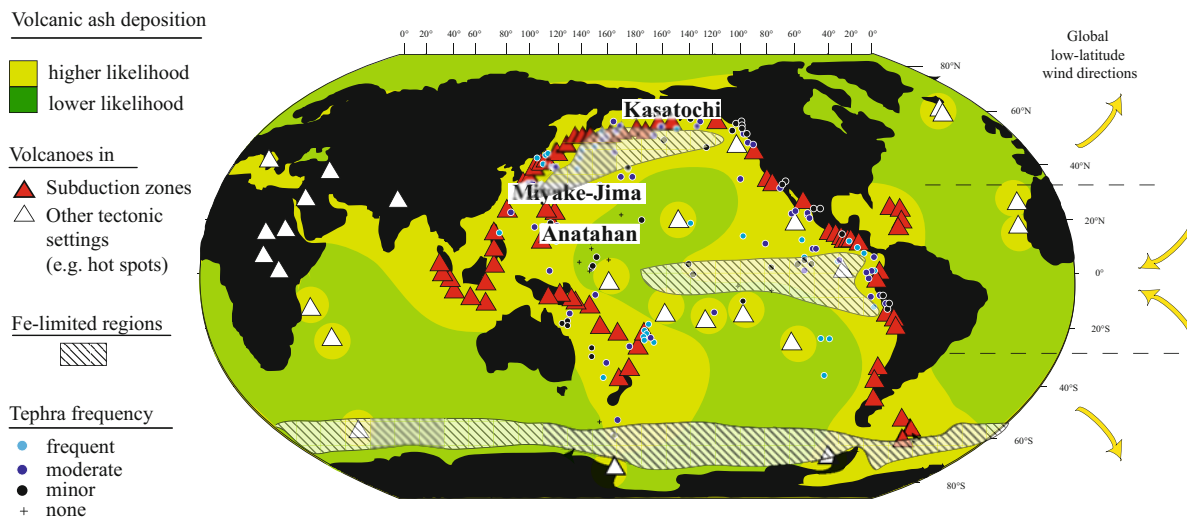 Volcanic ash deposition
higher likelihood
lower likelihood
Volcanoes in
Subduction zones
Other tectonic
settings
(e.g. hot spots)
Fe-limited regions
Tephra frequency
frequent
moderate
minor
none
0° 20° 40° 60° 80° 100° 120° 140° 160° 180° 160° 140° 120° 100° 80° 60° 40° 20° 0°
Kasatochi
Miyake-Jima
Anatahan
80°N
60°N
40°N
20°N
0°
20°S
40°S
60°S
80°S
Global
low-latitude
wind directions